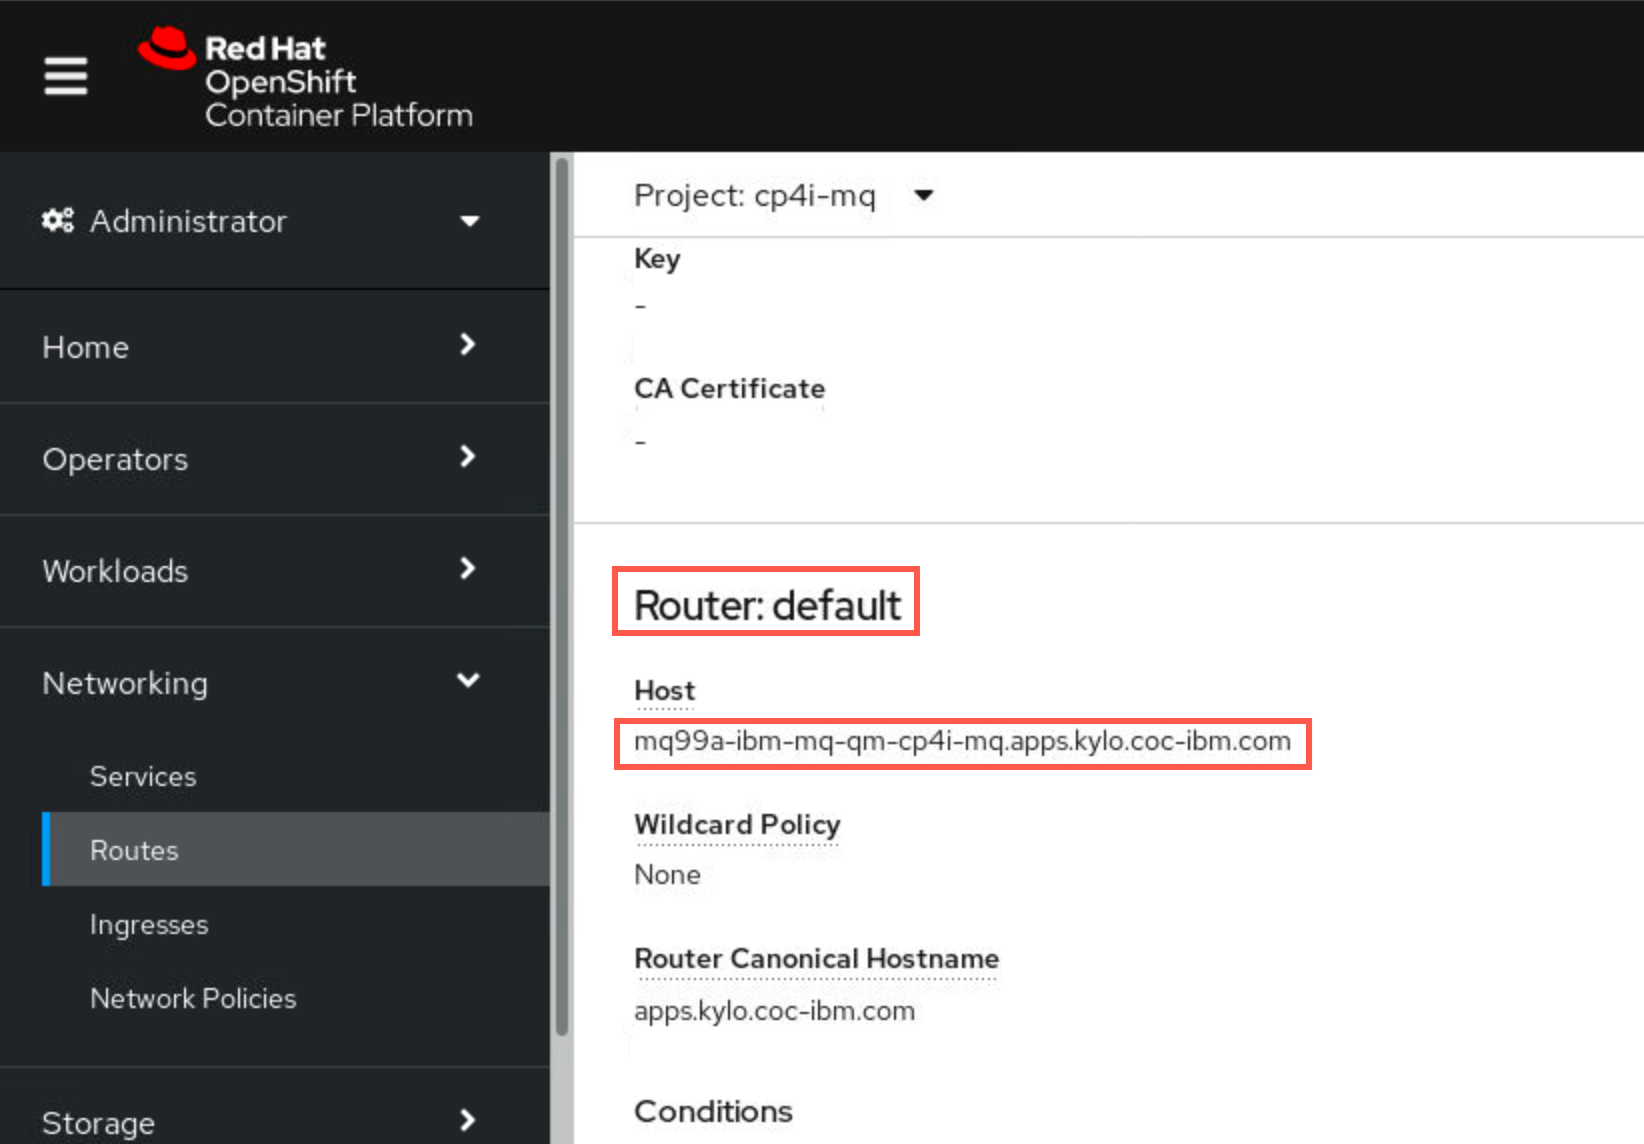 Red Hat
OpenShift
Container Platform
Administrator
Home
Operators
Workloads
Networking
Services
Routes
Ingresses
Network Policies
Storage
Project: cp4i-mq
Key
-
CA Certificate
-
Router: default
Host
mq99a-ibm-mq-qm-cp4i-mq.apps.kylo.coc-ibm.com
Wildcard Policy
None
Router Canonical Hostname
apps.kylo.coc-ibm.com
Conditions